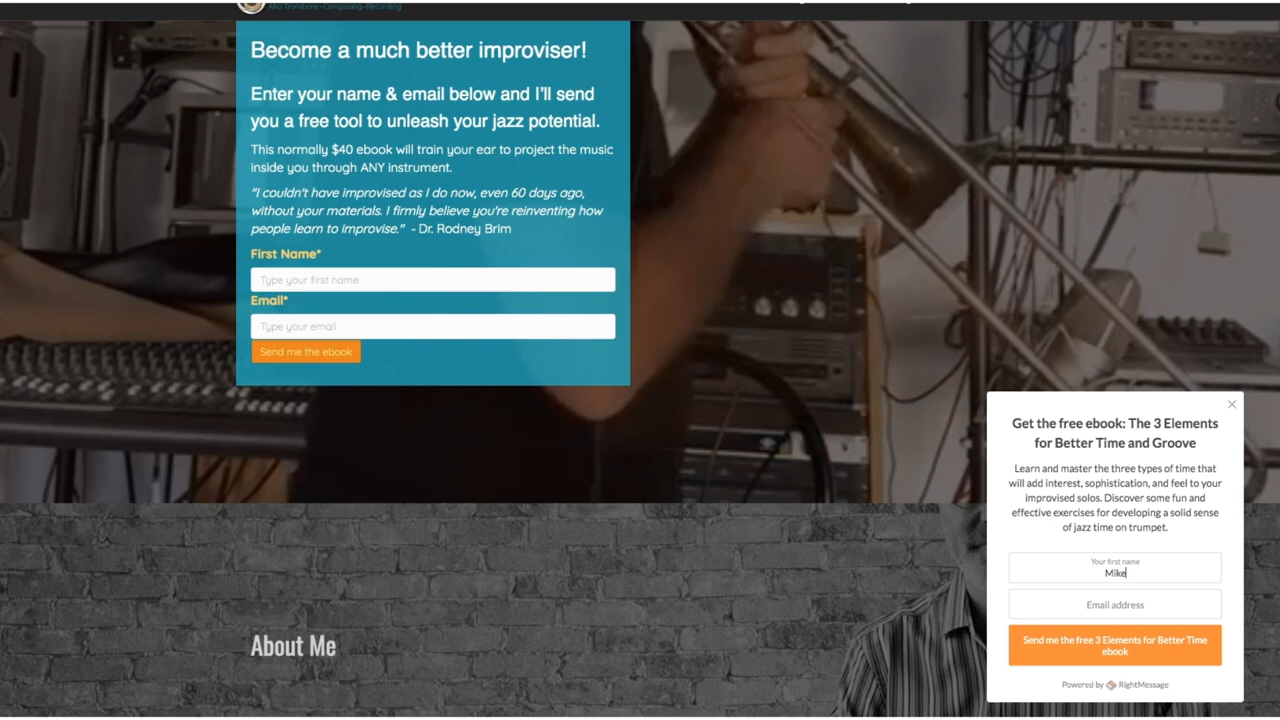 Alto Trombone-Composing-Recording
Become a much better improviser!
Enter your name & email below and I'll send
you a free tool to unleash your jazz potential.
This normally $40 ebook will train your ear to project the music
inside you through ANY instrument.
"I couldn't have improvised as I do now, even 60 days ago,
without your materials. I firmly believe you're reinventing how
people learn to improvise." - Dr. Rodney Brim
First Name*
Type your first name
Email*
Type your email
Send me the ebook
About Me
×
Get the free ebook: The 3 Elements
for Better Time and Groove
Learn and master the three types of time that
will add interest, sophistication, and feel to your
improvised solos. Discover some fun and
effective exercises for developing a solid sense
of jazz time on trumpet.
Your first name
Mike
Email address
Send me the free 3 Elements for Better Time
ebook
Powered by RightMessage